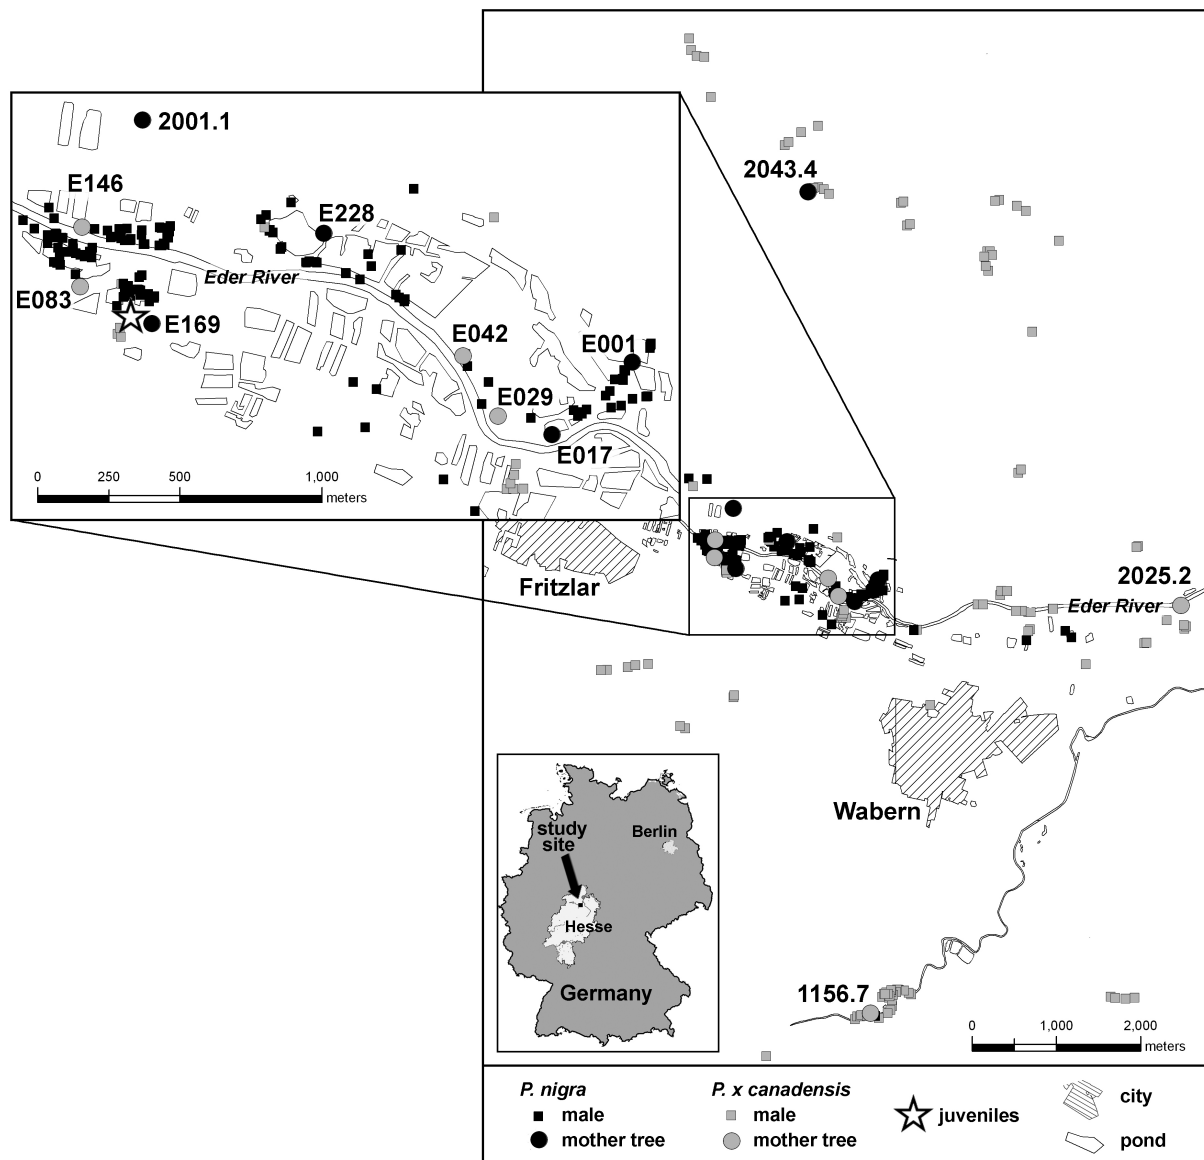 2001.1
E146
E228
Eder River
E083
E169
E042
E001
E029
E017
0 250 500 1,000
meters
2043.4
Fritzlar
2025.2
Eder River
Wabern
study
site
Berlin
Hesse
Germany
1156.7
0 1,000 2,000
meters
P. nigra
male
mother tree
P. x canadensis
male
mother tree
juveniles
city
pond